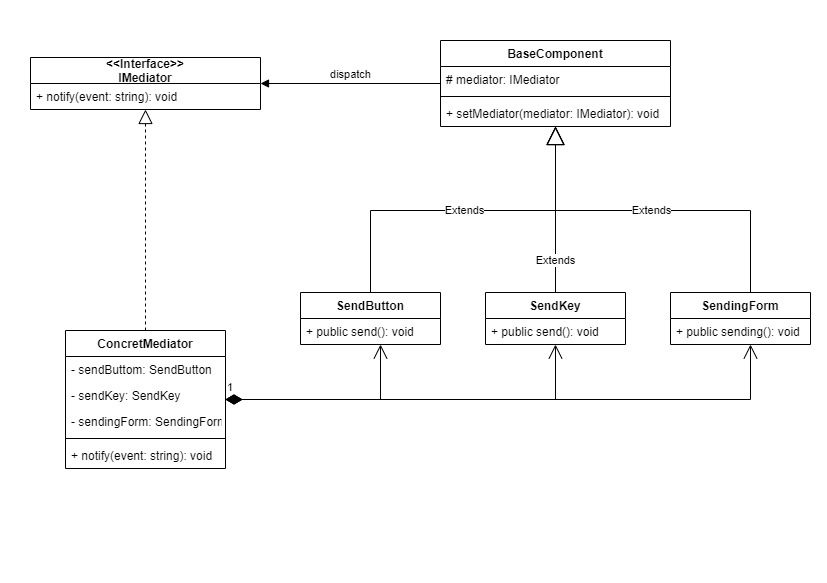 <<Interface>>
IMediator
+ notify(event: string): void
dispatch
BaseComponent
# mediator: IMediator
+ setMediator(mediator: IMediator): void
Extends
Extends
Extends
SendButton
+ public send(): void
SendKey
+ public send(): void
SendingForm
+ public sending(): void
ConcretMediator
- sendButtom: SendButton
- sendKey: SendKey
- sendingForm: SendingForm
+ notify(event: string): void
1